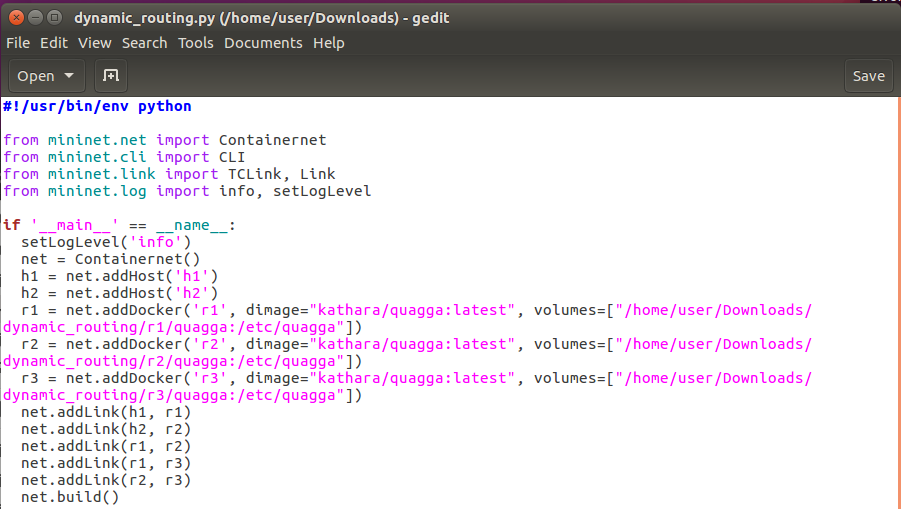 dynamic_routing.py (/home/user/Downloads) - gedit
File Edit View Search Tools Documents Help
Open Save
#!/usr/bin/env python
from mininet.net import Containernet
from mininet.cli import CLI
from mininet.link import TCLink, Link
from mininet.log import info, setLogLevel
if '__main__' == __name__:
  setLogLevel('info')
  net = Containernet()
  h1 = net.addHost('h1')
  h2 = net.addHost('h2')
  r1 = net.addDocker('r1', dimage="kathara/quagga:latest", volumes=["/home/user/Downloads/
dynamic_routing/r1/quagga:/etc/quagga"])
  r2 = net.addDocker('r2', dimage="kathara/quagga:latest", volumes=["/home/user/Downloads/
dynamic_routing/r2/quagga:/etc/quagga"])
  r3 = net.addDocker('r3', dimage="kathara/quagga:latest", volumes=["/home/user/Downloads/
dynamic_routing/r3/quagga:/etc/quagga"])
  net.addLink(h1, r1)
  net.addLink(h2, r2)
  net.addLink(r1, r2)
  net.addLink(r1, r3)
  net.addLink(r2, r3)
  net.build()